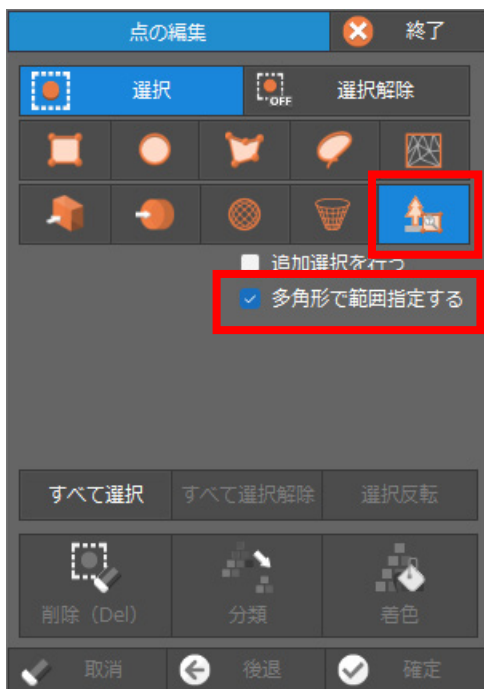 点の編集 終了
選択 OFF 選択解除
追加選択を行う
多角形で範囲指定する
すべて選択 すべて選択解除 選択反転
削除（Del） 分類 着色
取消 後退 確定